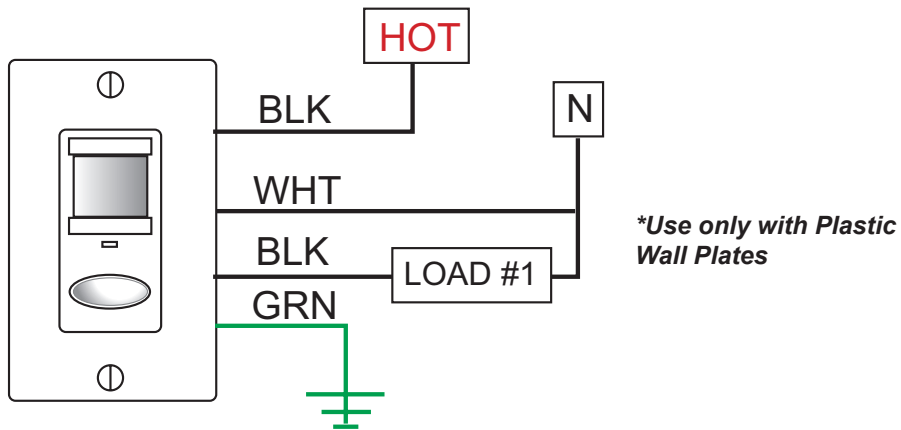 HOT
BLK
N
WHT
*Use only with Plastic
Wall Plates
BLK
LOAD #1
GRN